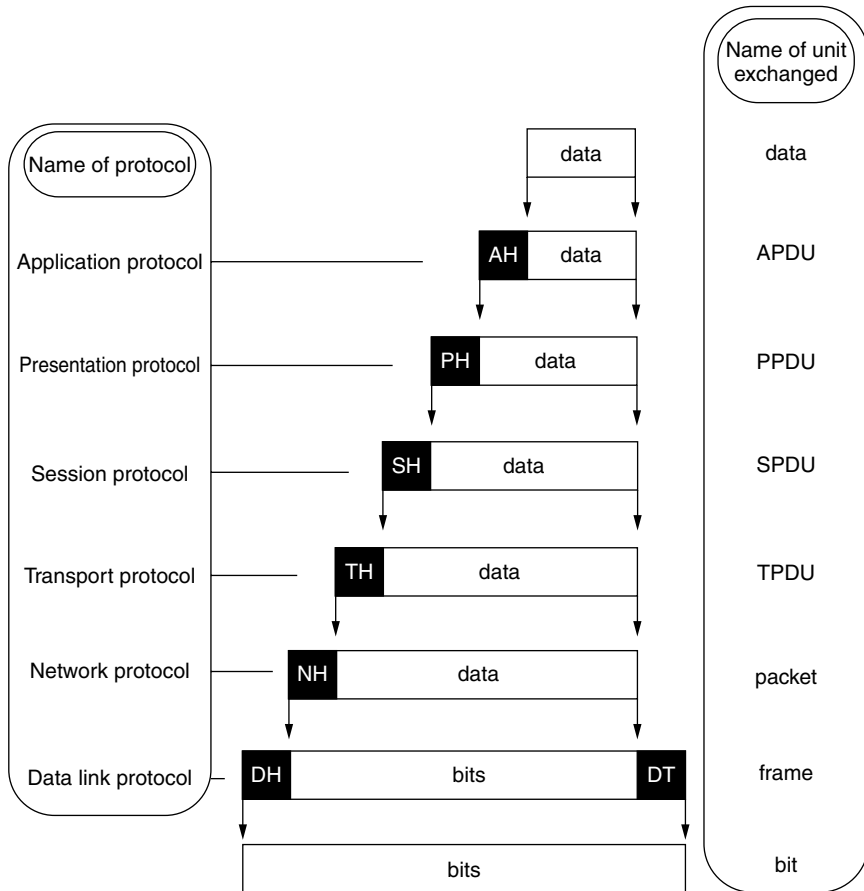 Name of unit
exchanged
Name of protocol
data
data
Application protocol
AH
data
APDU
Presentation protocol
PH
data
PPDU
Session protocol
SH
data
SPDU
Transport protocol
TH
data
TPDU
Network protocol
NH
data
packet
Data link protocol
DH
bits
DT
frame
bits
bit